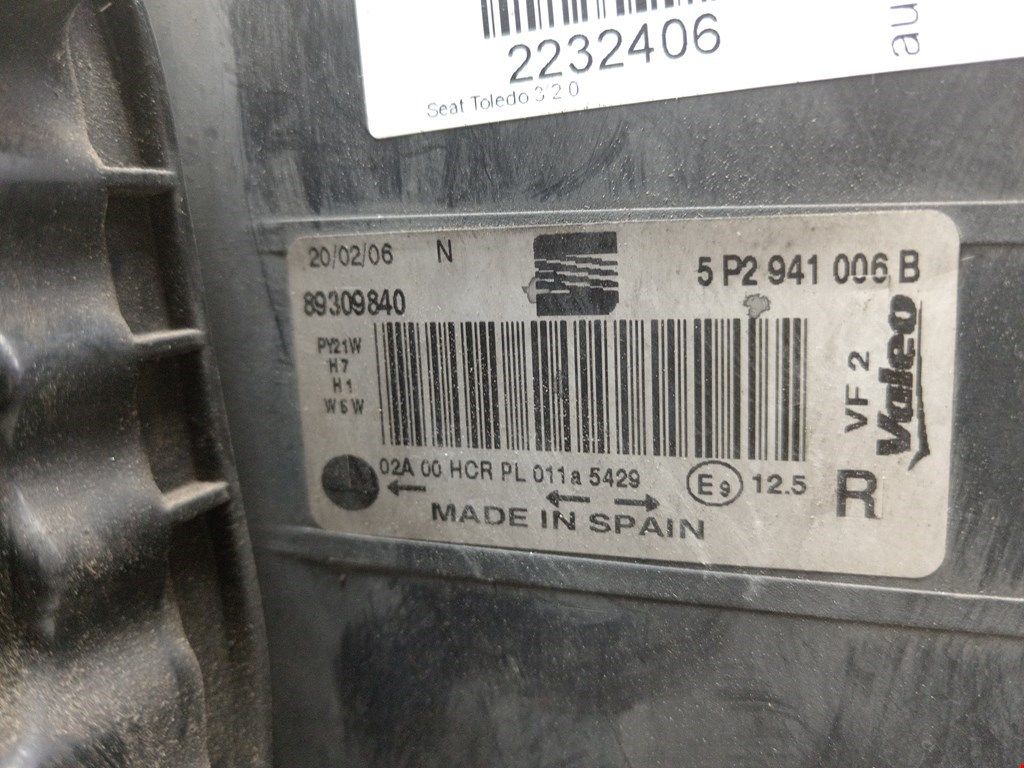 2232406
au
Seat Toledo 3 2.0
20/02/06 N
5 P2 941 006 B
89309840
PY21W
H7
H1
W5W
VF 2
Valeo
02A 00 HCR PL 011a 5429
E9 12.5
R
MADE IN SPAIN